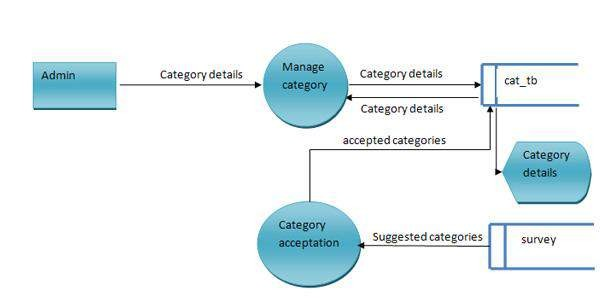 Admin
Category details
Manage
category
Category details
Category details
cat_tb
accepted categories
Category
details
Category
acceptation
Suggested categories
survey